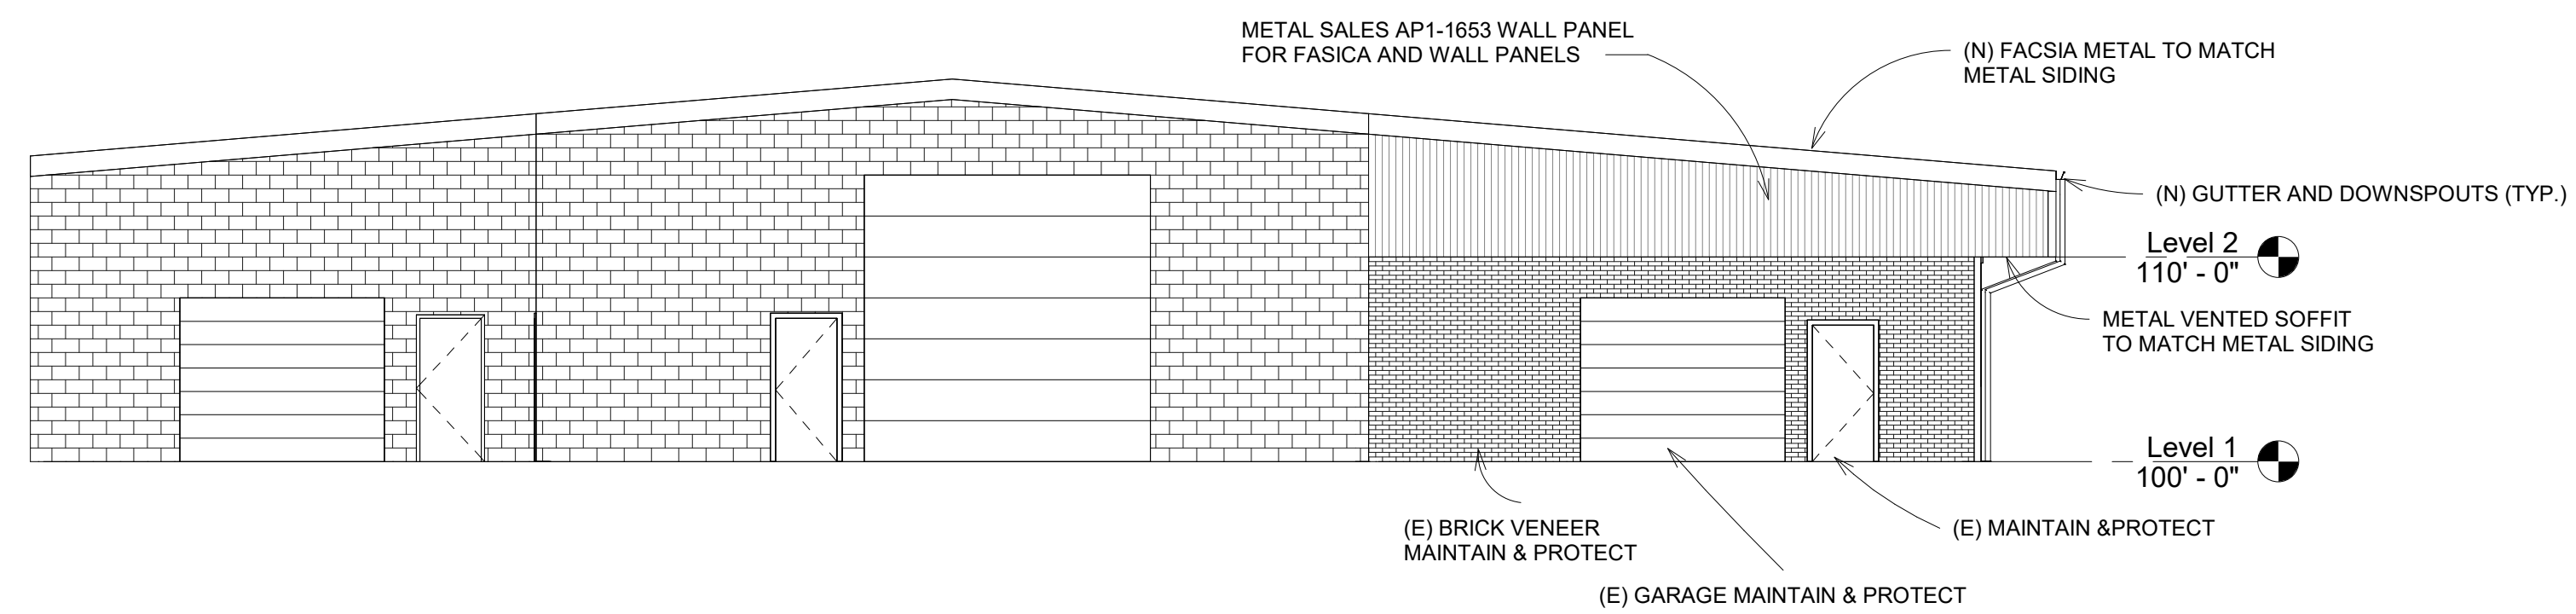 METAL SALES AP1-1653 WALL PANEL
FOR FASICA AND WALL PANELS
(N) FACSIA METAL TO MATCH
METAL SIDING
(N) GUTTER AND DOWNSPOUTS (TYP.)
Level 2
110' - 0"
METAL VENTED SOFFIT
TO MATCH METAL SIDING
Level 1
100' - 0"
(E) BRICK VENEER
MAINTAIN & PROTECT
(E) MAINTAIN &PROTECT
(E) GARAGE MAINTAIN & PROTECT